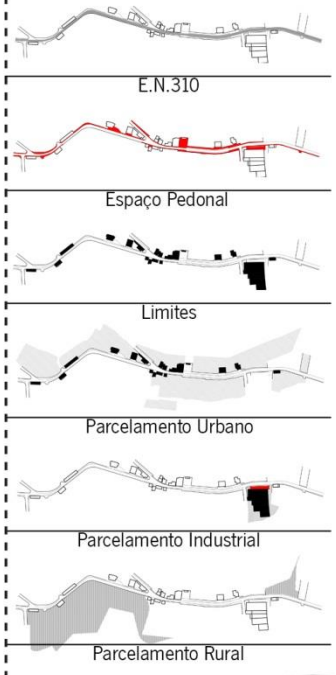 E.N.310
Espaço Pedonal
Limites
Parcelamento Urbano
Parcelamento Industrial
Parcelamento Rural